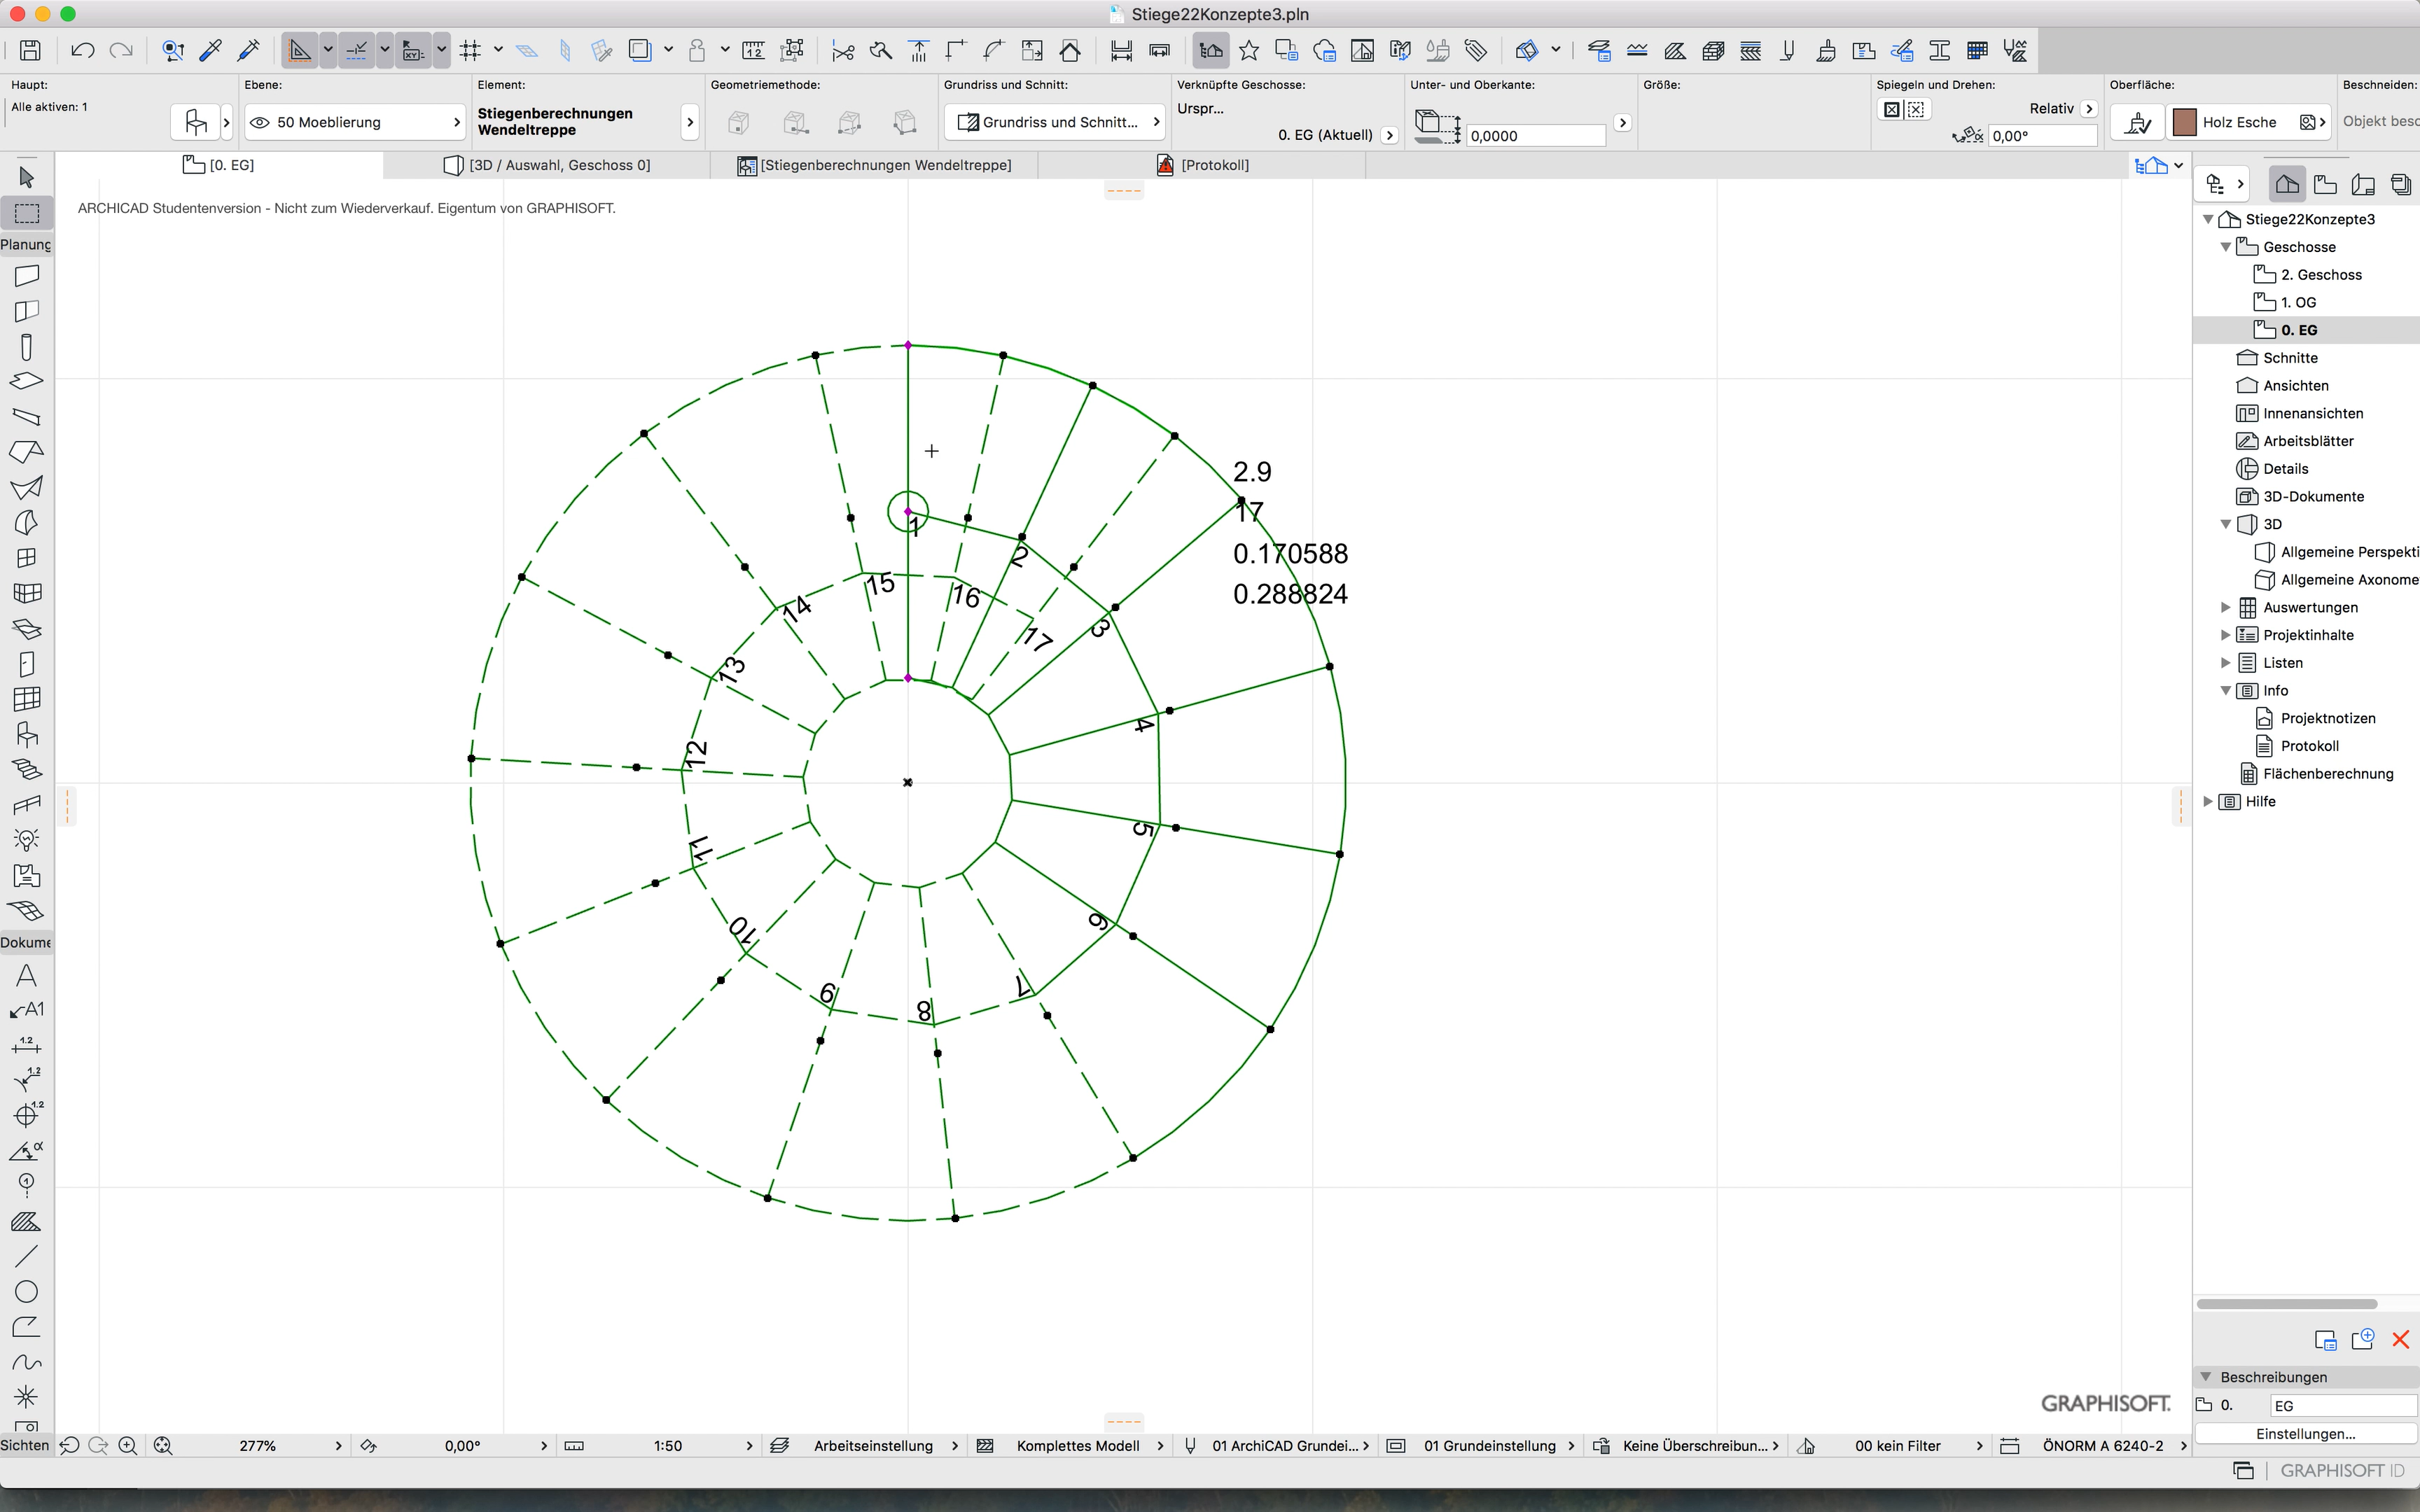 Stiege22Konzepte3.pln
Haupt:
Alle aktiven: 1
Ebene:
50 Moeblierung
Element:
Stiegenberechnungen
Wendeltreppe
Geometriemethode:
Grundriss und Schnitt:
Grundriss und Schnitt...
Verknüpfte Geschosse:
Urspr...
0. EG (Aktuell)
Unter- und Oberkante:
0,0000
Größe:
Spiegeln und Drehen:
Relativ
0,00°
Oberfläche:
Holz Esche
Beschneiden:
Objekt besc
[0. EG]
[3D / Auswahl, Geschoss 0]
[Stiegenberechnungen Wendeltreppe]
[Protokoll]
ARCHICAD Studentenversion - Nicht zum Wiederverkauf. Eigentum von GRAPHISOFT.
Planung
Dokume
Sichten
2.9
17
0.170588
0.288824
1
2
3
4
5
6
7
8
9
10
11
12
13
14
15
16
17
Stiege22Konzepte3
Geschosse
2. Geschoss
1. OG
0. EG
Schnitte
Ansichten
Innenansichten
Arbeitsblätter
Details
3D-Dokumente
3D
Allgemeine Perspekti
Allgemeine Axonome
Auswertungen
Projektinhalte
Listen
Info
Projektnotizen
Protokoll
Flächenberechnung
Hilfe
Beschreibungen
0.
EG
Einstellungen...
GRAPHISOFT.
277%
0,00°
1:50
Arbeitseinstellung
Komplettes Modell
01 ArchiCAD Grundei...
01 Grundeinstellung
Keine Überschreibun...
00 kein Filter
ÖNORM A 6240-2
GRAPHISOFT ID